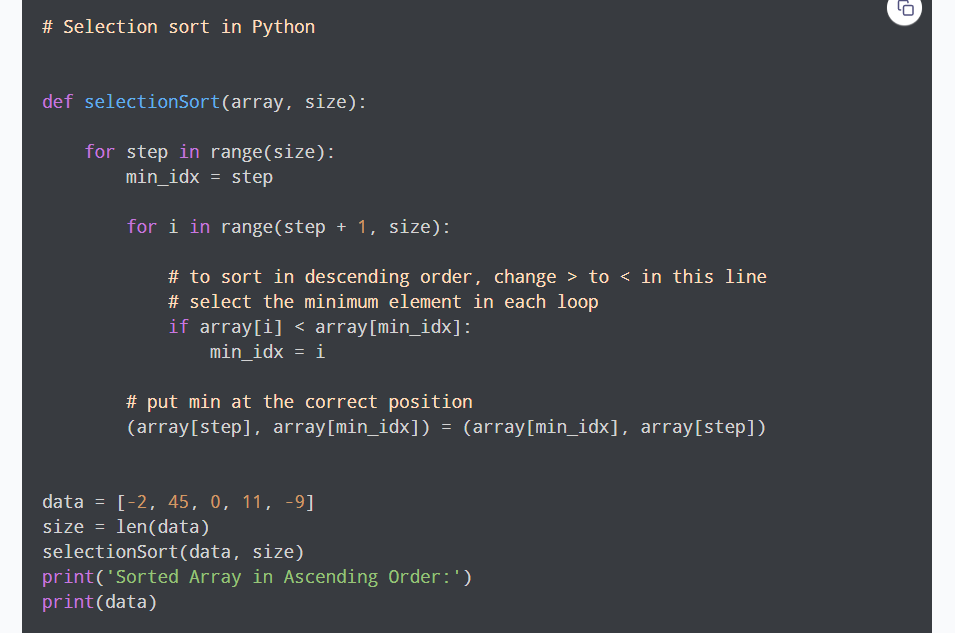 # Selection sort in Python
def selectionSort(array, size):
    for step in range(size):
        min_idx = step
        for i in range(step + 1, size):
            # to sort in descending order, change > to < in this line
            # select the minimum element in each loop
            if array[i] < array[min_idx]:
                min_idx = i
        # put min at the correct position
        (array[step], array[min_idx]) = (array[min_idx], array[step])
data = [-2, 45, 0, 11, -9]
size = len(data)
selectionSort(data, size)
print('Sorted Array in Ascending Order:')
print(data)